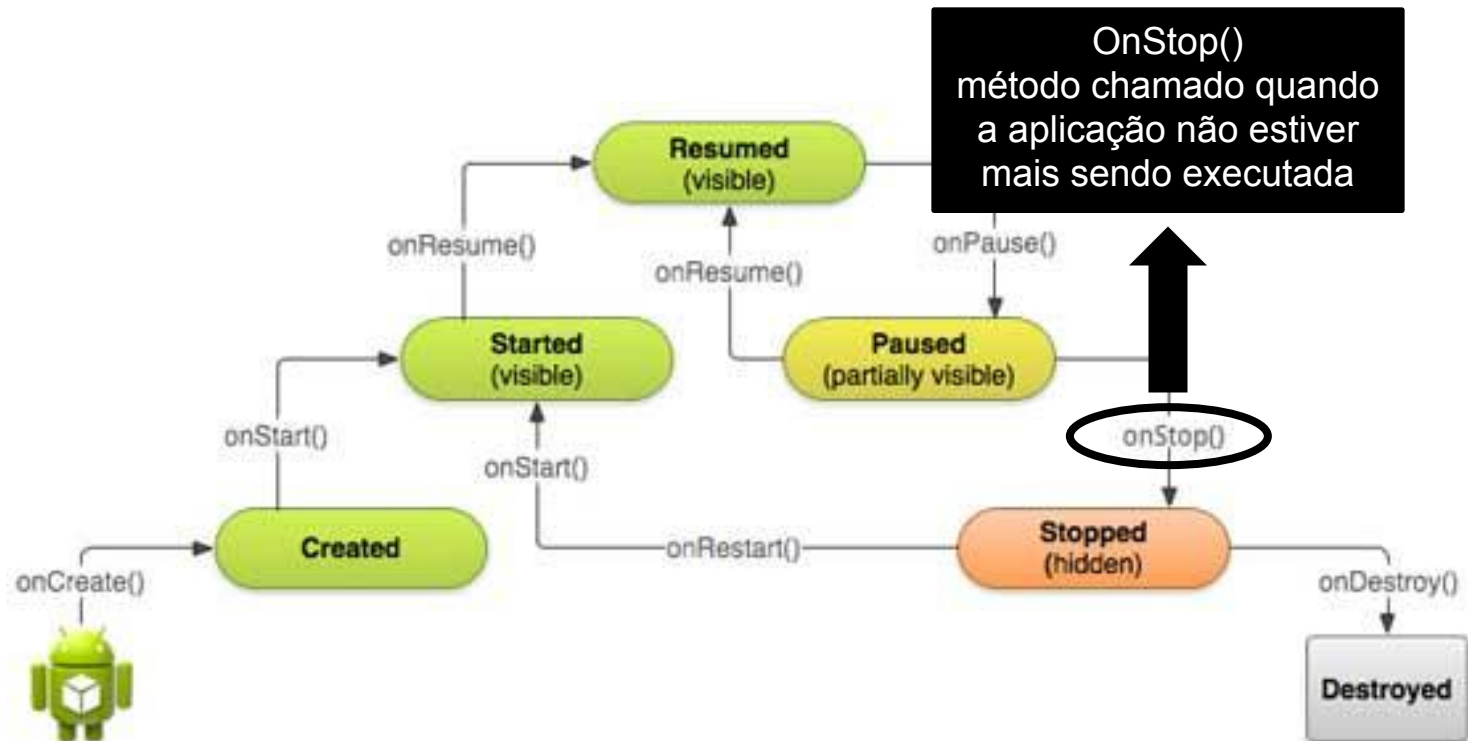 OnStop()
método chamado quando
a aplicação não estiver
mais sendo executada
Resumed
(visible)
onResume()
onResume()
onPause()
Started
(visible)
Paused
(partially visible)
onStart()
onStart()
onStop()
Created
onRestart()
Stopped
(hidden)
onCreate()
onDestroy()
Destroyed